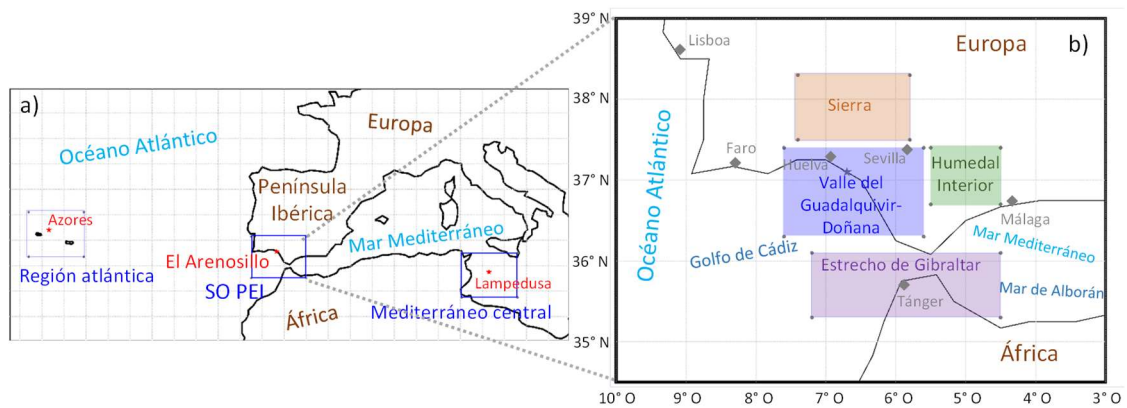 a)
Océano Atlántico
Europa
Península
Ibérica
Azores
Mar Mediterráneo
El Arenosillo
Región atlántica
SO PEI
Lampedusa
África
Mediterráneo central
39° N
38° N
37° N
36° N
35° N
b)
Lisboa
Europa
Sierra
Océano Atlántico
Faro
Huelva
Sevilla
Humedal
Interior
Valle del
Guadalquivir-
Doñana
Málaga
Mar Mediterráneo
Golfo de Cádiz
Estrecho de Gibraltar
Mar de Alborán
Tánger
África
10° O
9° O
8° O
7° O
6° O
5° O
4° O
3° O